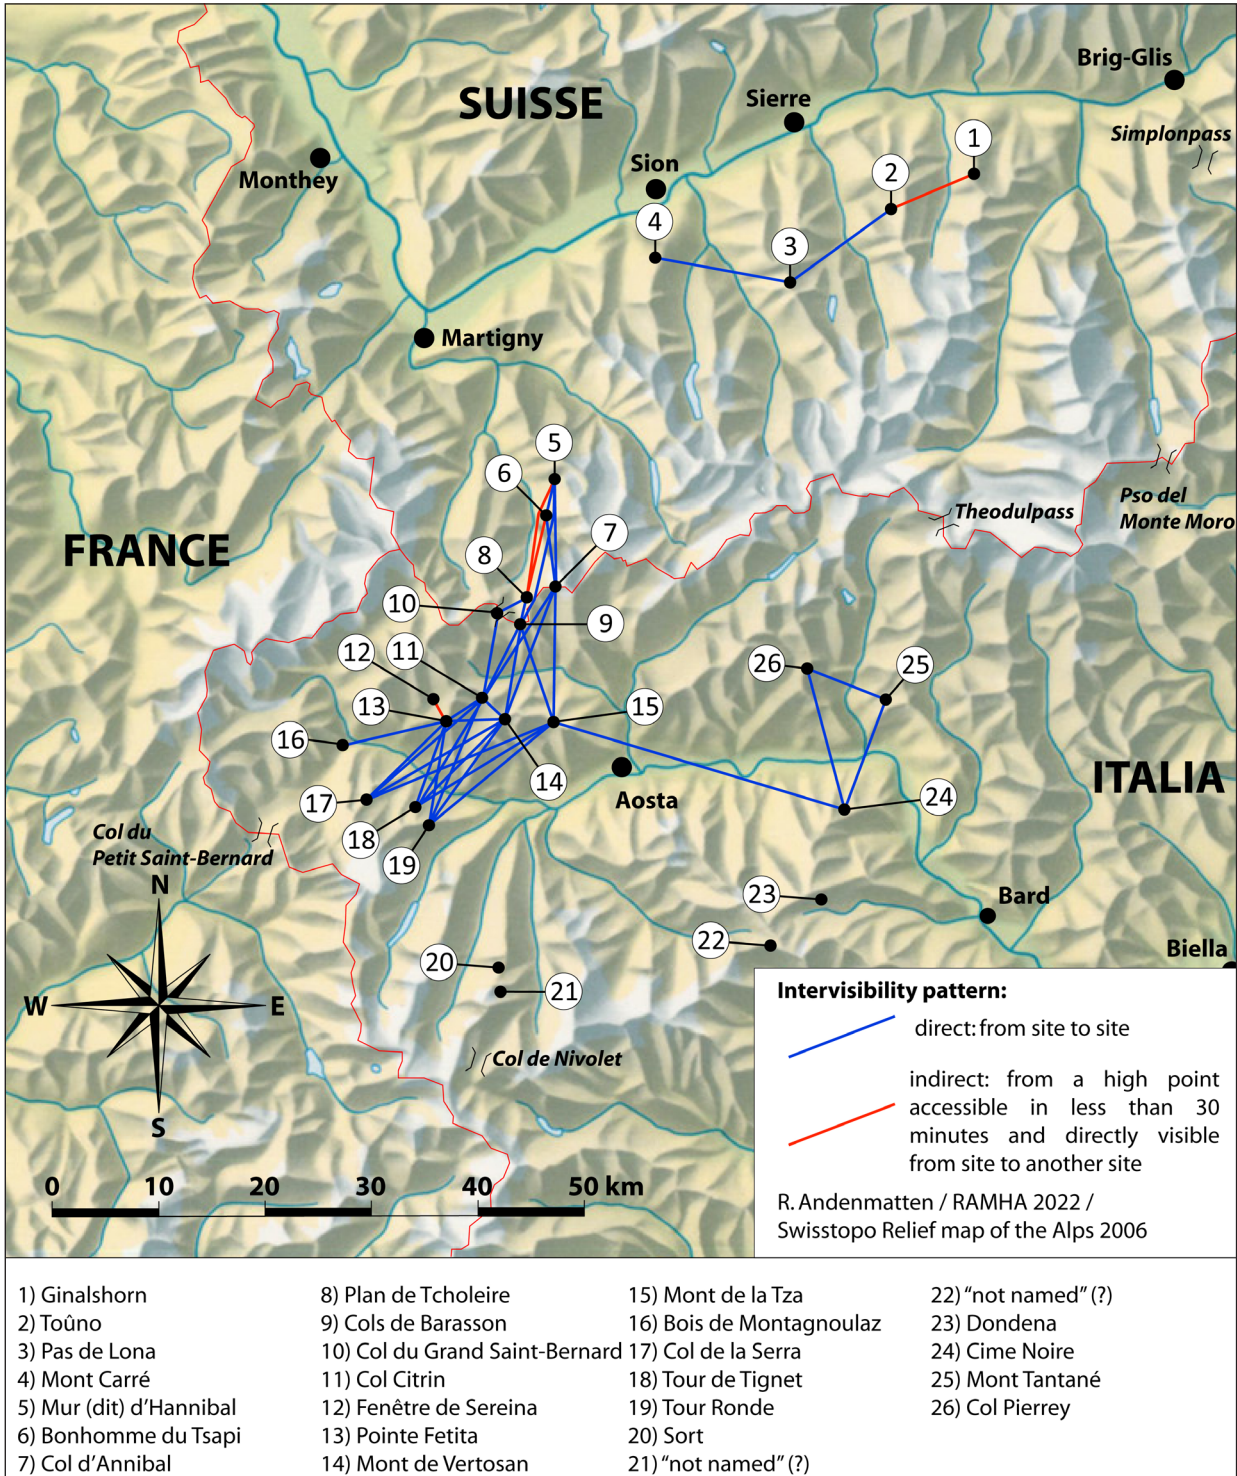 SUISSE
Brig-Glis
Sierre
Simplonpass
Monthey
Sion
1
2
4
3
Martigny
5
6
Theodulpass
Pso del
Monte Moro
FRANCE
7
8
10
9
12
11
26
25
13
15
16
14
ITALIA
17
Aosta
24
18
Col du
Petit Saint-Bernard
19
N
23
Bard
22
Biella
20
21
W
E
Col de Nivolet
S
0 10 20 30 40 50 km
Intervisibility pattern:
direct: from site to site
indirect: from a high point
accessible in less than 30
minutes and directly visible
from site to another site
R. Andenmatten / RAMHA 2022 /
Swisstopo Relief map of the Alps 2006
1) Ginalshorn
2) Toûno
3) Pas de Lona
4) Mont Carré
5) Mur (dit) d’Hannibal
6) Bonhomme du Tsapi
7) Col d’Annibal
8) Plan de Tcholeire
9) Cols de Barasson
10) Col du Grand Saint-Bernard
11) Col Citrin
12) Fenêtre de Sereina
13) Pointe Fetita
14) Mont de Vertosan
15) Mont de la Tza
16) Bois de Montagnoulaz
17) Col de la Serra
18) Tour de Tignet
19) Tour Ronde
20) Sort
21) “not named” (?)
22) “not named” (?)
23) Dondena
24) Cime Noire
25) Mont Tantané
26) Col Pierrey